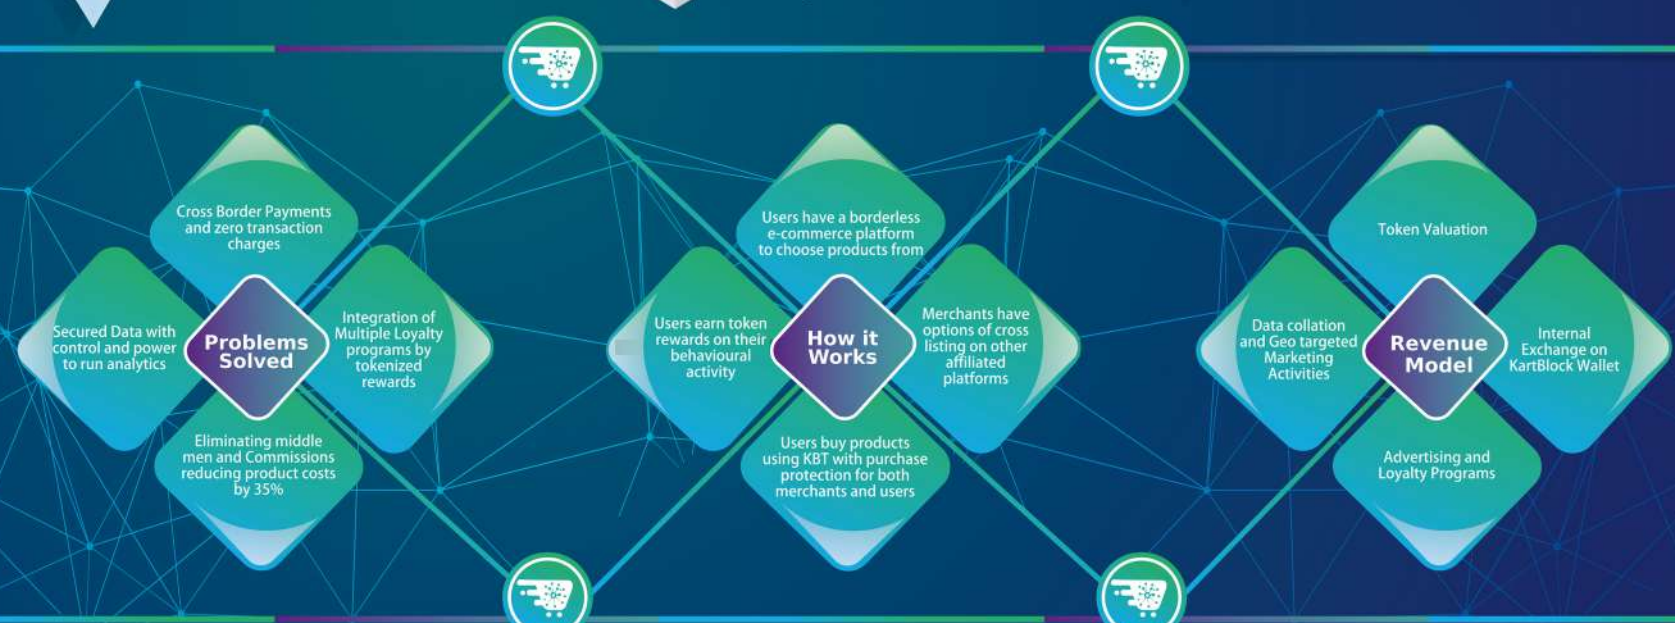 Cross Border Payments
and zero transaction
charges
Secured Data with
control and power
to run analytics
Problems
Solved
Integration of
Multiple Loyalty
programs by
tokenized
rewards
Eliminating middle
men and Commissions
reducing product costs
by 35%
Users have a borderless
e-commerce platform
to choose products from
Users earn token
rewards on their
behavioural
activity
How it
Works
Merchants have
options of cross
listing on other
affiliated
platforms
Users buy products
using KBT with purchase
protection for both
merchants and users
Token Valuation
Data collation
and Geo targeted
Marketing
Activities
Revenue
Model
Internal
Exchange on
KartBlock Wallet
Advertising and
Loyalty Programs